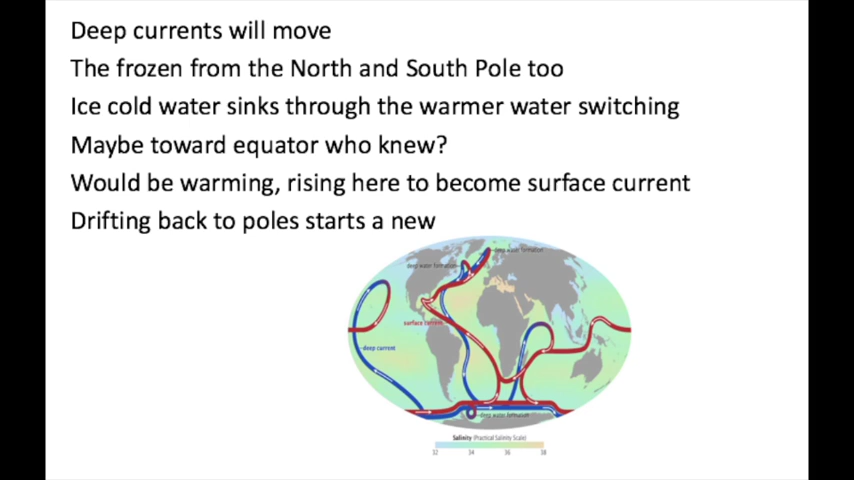 Deep currents will move
The frozen from the North and South Pole too
Ice cold water sinks through the warmer water switching
Maybe toward equator who knew?
Would be warming, rising here to become surface current
Drifting back to poles starts a new
deep water formation
deep water formation
surface current
deep current
deep water formation
Salinity (Practical Salinity Scale)
32 34 36 38